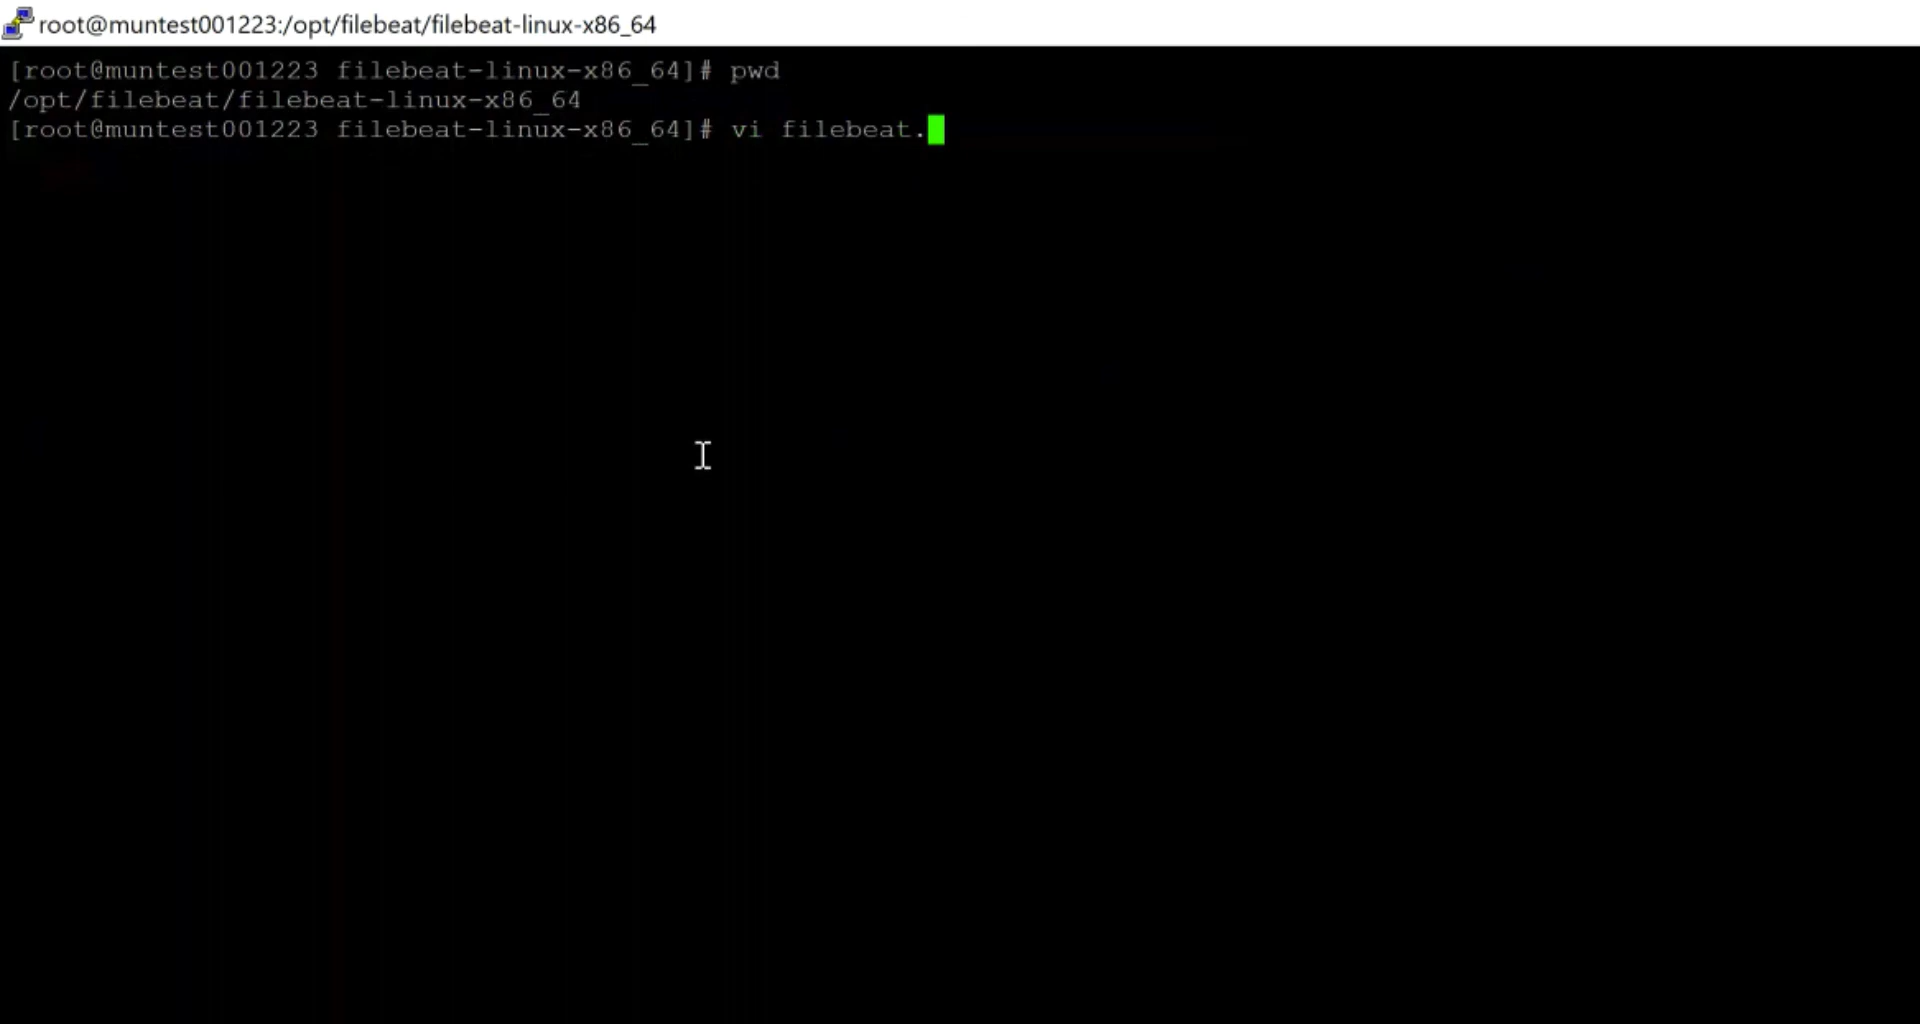 root@muntest001223:/opt/filebeat/filebeat-linux-x86_64
[root@muntest001223 filebeat-linux-x86_64]# pwd
/opt/filebeat/filebeat-linux-x86_64
[root@muntest001223 filebeat-linux-x86_64]# vi filebeat.